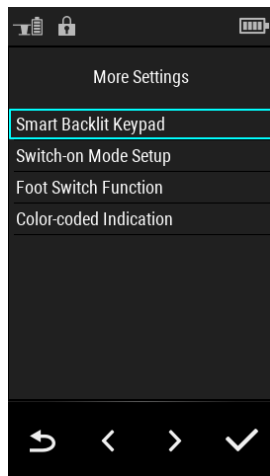 More Settings
Smart Backlit Keypad
Switch-on Mode Setup
Foot Switch Function
Color-coded Indication